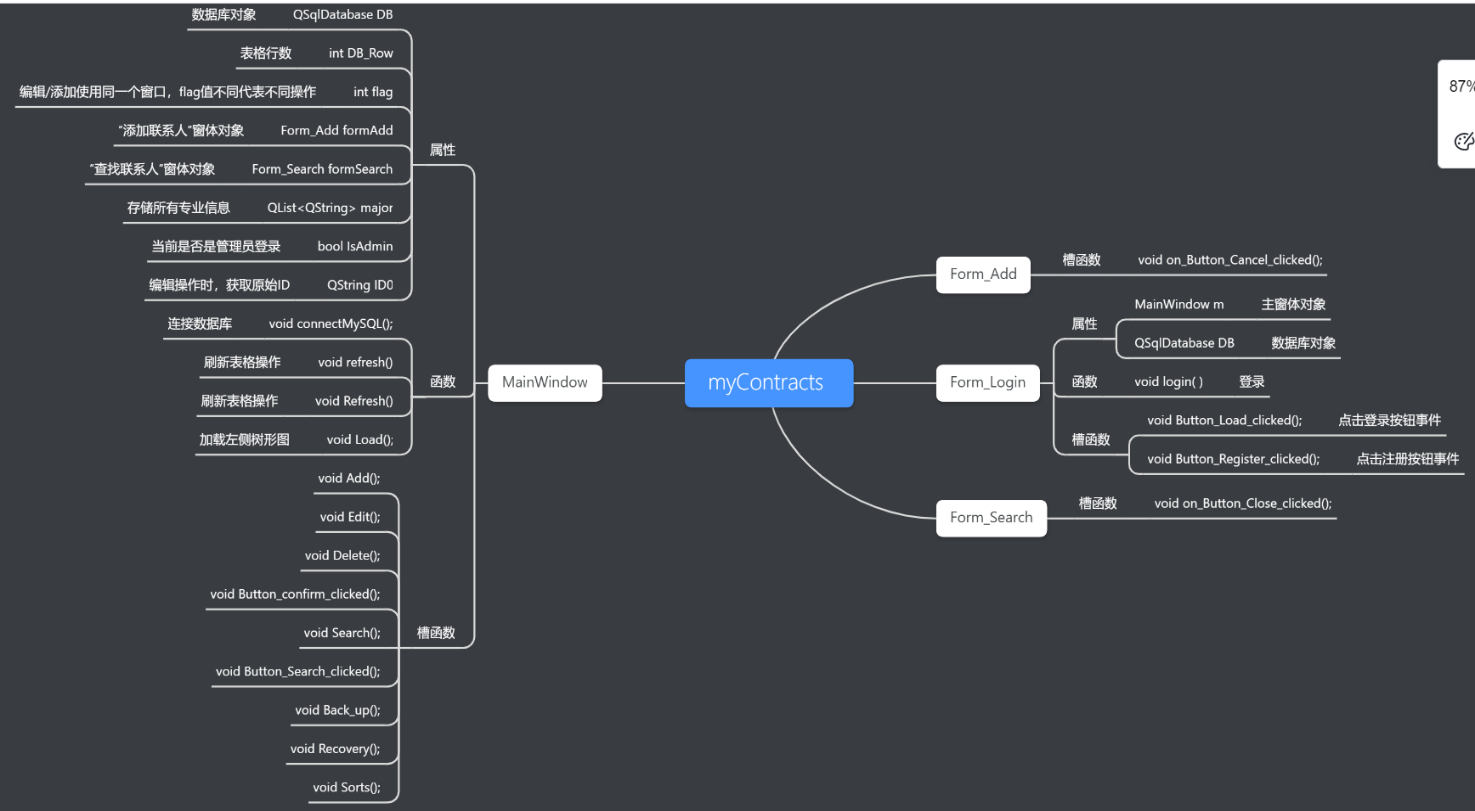 数据库对象 QSqlDatabase DB
表格行数 int DB_Row
编辑/添加使用同一个窗口，flag值不同代表不同操作 int flag
“添加联系人”窗体对象 Form_Add formAdd
“查找联系人”窗体对象 Form_Search formSearch
存储所有专业信息 QList<QString> major
当前是否是管理员登录 bool IsAdmin
编辑操作时，获取原始ID QString ID0
属性
连接数据库 void connectMySQL();
刷新表格操作 void refresh()
刷新表格操作 void Refresh()
加载左侧树形图 void Load();
函数
void Add();
void Edit();
void Delete();
void Button_confirm_clicked();
void Search();
void Button_Search_clicked();
void Back_up();
void Recovery();
void Sorts();
槽函数
MainWindow
myContracts
Form_Add
槽函数 void on_Button_Cancel_clicked();
Form_Login
属性
MainWindow m 主窗体对象
QSqlDatabase DB 数据库对象
函数 void login( ) 登录
槽函数
void Button_Load_clicked(); 点击登录按钮事件
void Button_Register_clicked(); 点击注册按钮事件
Form_Search
槽函数 void on_Button_Close_clicked();
87%